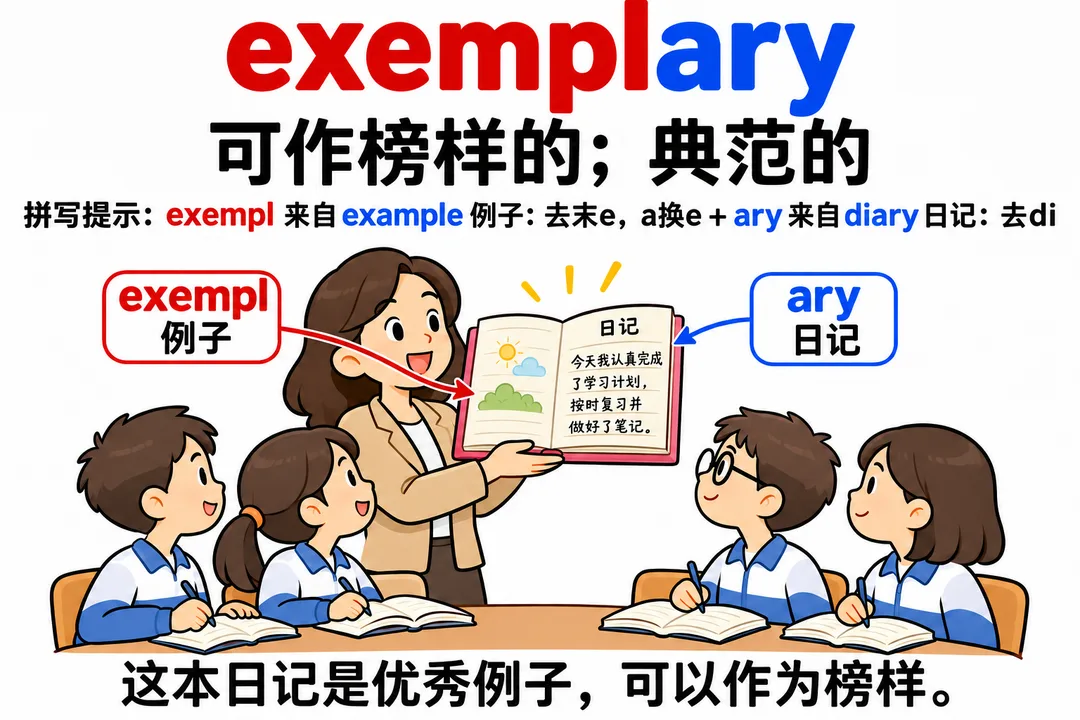 exemplary
可作榜样的；典范的
拼写提示：exempl 来自 example 例子：去末e，a换e + ary 来自 diary 日记：去di
exempl
例子
ary
日记
日记
今天我认真完成
了学习计划，
按时复习并
做好了笔记。
这本日记是优秀例子，可以作为榜样。